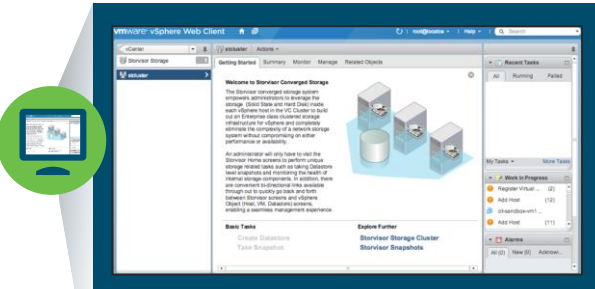 vmware vSphere Web Client
root@localos
Help
Search
vCenter
Storvisor Storage
stcluster
stcluster Actions
Getting Started Summary Monitor Manage Related Objects
Welcome to Storvisor Converged Storage
The Storvisor converged storage system
empowers administrators to leverage the
storage (Solid State and Hard Disk) inside
each vSphere host in the VC Cluster to build
out an Enterprise class clustered storage
infrastructure for vSphere and completely
eliminate the complexity of a network storage
system without compromising on either
performance or availability.
An administrator will only have to visit the
Storvisor Home screens to perform unique
storage related tasks such as taking Datastore
level snapshots and monitoring the health of
internal storage components. In addition, there
are convenient bi-directional links available
through out to quickly go back and forth
between Storvisor screens and vSphere
Object (Host, VM, Datastore) screens,
enabling a seamless management experience.
Basic Tasks
Create Datastore
Take Snapshot
Explore Further
Storvisor Storage Cluster
Storvisor Snapshots
Recent Tasks
All Running Failed
My Tasks More Tasks
Work In Progress
Register Virtual ... (2)
Add Host (12)
ol-sandbox-vm1 ...
Add Host (11)
Alarms
All (0) New (0) Acknowl...